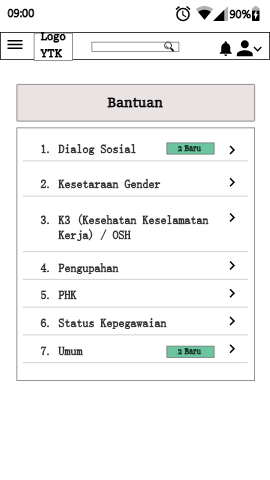 09:00
90%
Logo
YTK
Bantuan
1. Dialog Sosial
2 Baru
2. Kesetaraan Gender
3. K3 (Kesehatan Keselamatan
Kerja) / OSH
4. Pengupahan
5. PHK
6. Status Kepegawaian
7. Umum
2 Baru